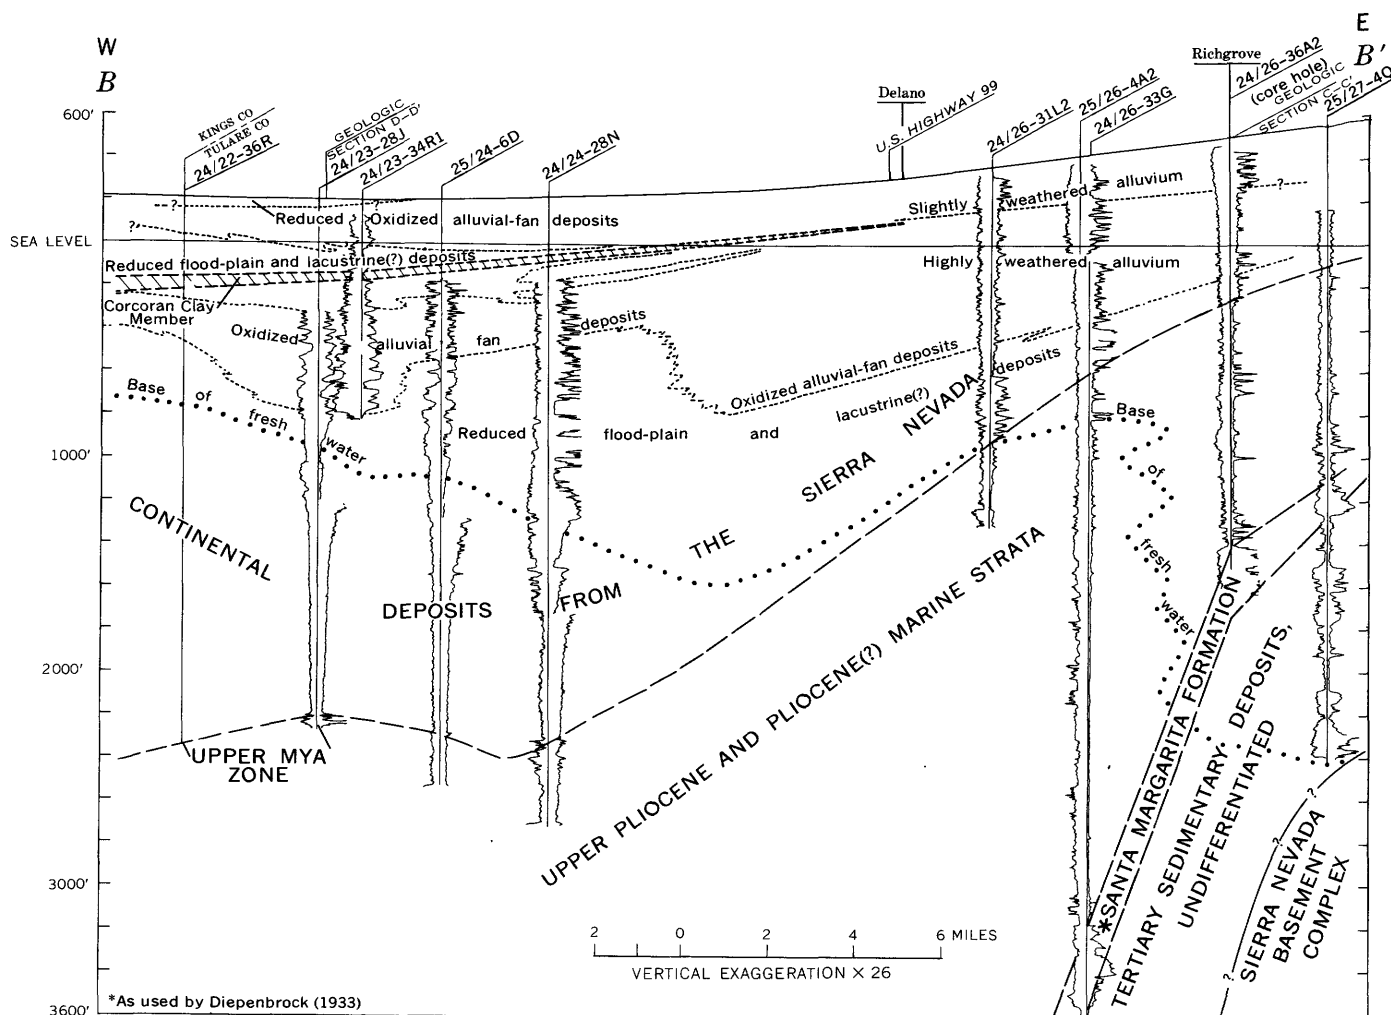 W
B
E
B′
Richgrove
24/26-36A2
(core hole)
GEOLOGIC
SECTION C-C′
25/27-4Q
600′
KINGS CO
TULARE CO
24/22-36R
GEOLOGIC
SECTION D-D′
24/23-28J
24/23-34R1
25/24-6D
24/24-28N
Delano
U.S. HIGHWAY 99
24/26-31L2
25/26-4A2
24/26-33G
?
?
Reduced
Oxidized alluvial-fan deposits
Slightly weathered alluvium
?
?
SEA LEVEL
Reduced flood-plain and lacustrine(?) deposits
Highly weathered alluvium
Corcoran Clay
Member
Oxidized alluvial fan deposits
Oxidized alluvial-fan deposits
Base of fresh water
Reduced flood-plain and lacustrine(?) deposits
Base of fresh water
1000′
CONTINENTAL DEPOSITS FROM THE SIERRA NEVADA
2000′
UPPER MYA
ZONE
UPPER PLIOCENE AND PLIOCENE(?) MARINE STRATA
*SANTA MARGARITA FORMATION
TERTIARY SEDIMENTARY DEPOSITS,
UNDIFFERENTIATED
?
?
?
SIERRA NEVADA
BASEMENT
COMPLEX
3000′
2 0 2 4 6 MILES
VERTICAL EXAGGERATION × 26
*As used by Diepenbrock (1933)
3600′